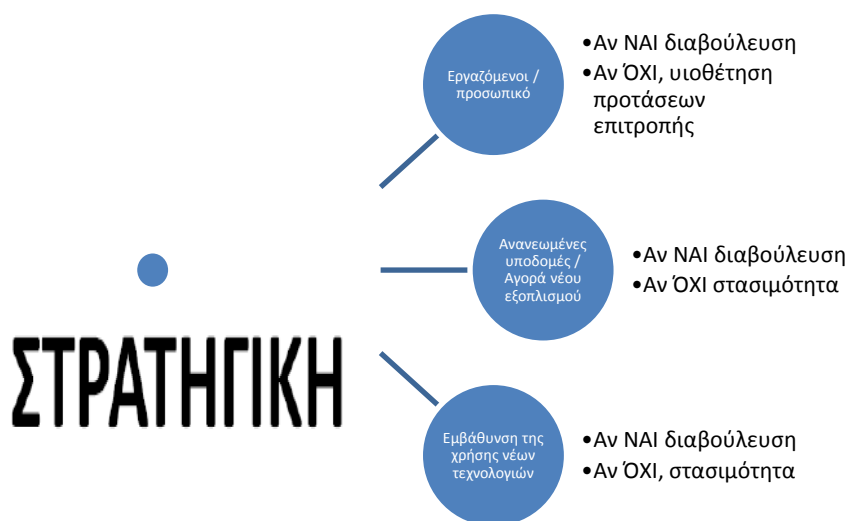 ΣΤΡΑΤΗΓΙΚΗ
Εργαζόμενοι /
προσωπικό
•Αν ΝΑΙ διαβούλευση
•Αν ΌΧΙ, υιοθέτηση
προτάσεων
επιτροπής
Ανανεωμένες
υποδομές /
Αγορά νέου
εξοπλισμού
•Αν ΝΑΙ διαβούλευση
•Αν ΌΧΙ στασιμότητα
Εμβάθυνση της
χρήσης νέων
τεχνολογιών
•Αν ΝΑΙ διαβούλευση
•Αν ΌΧΙ, στασιμότητα